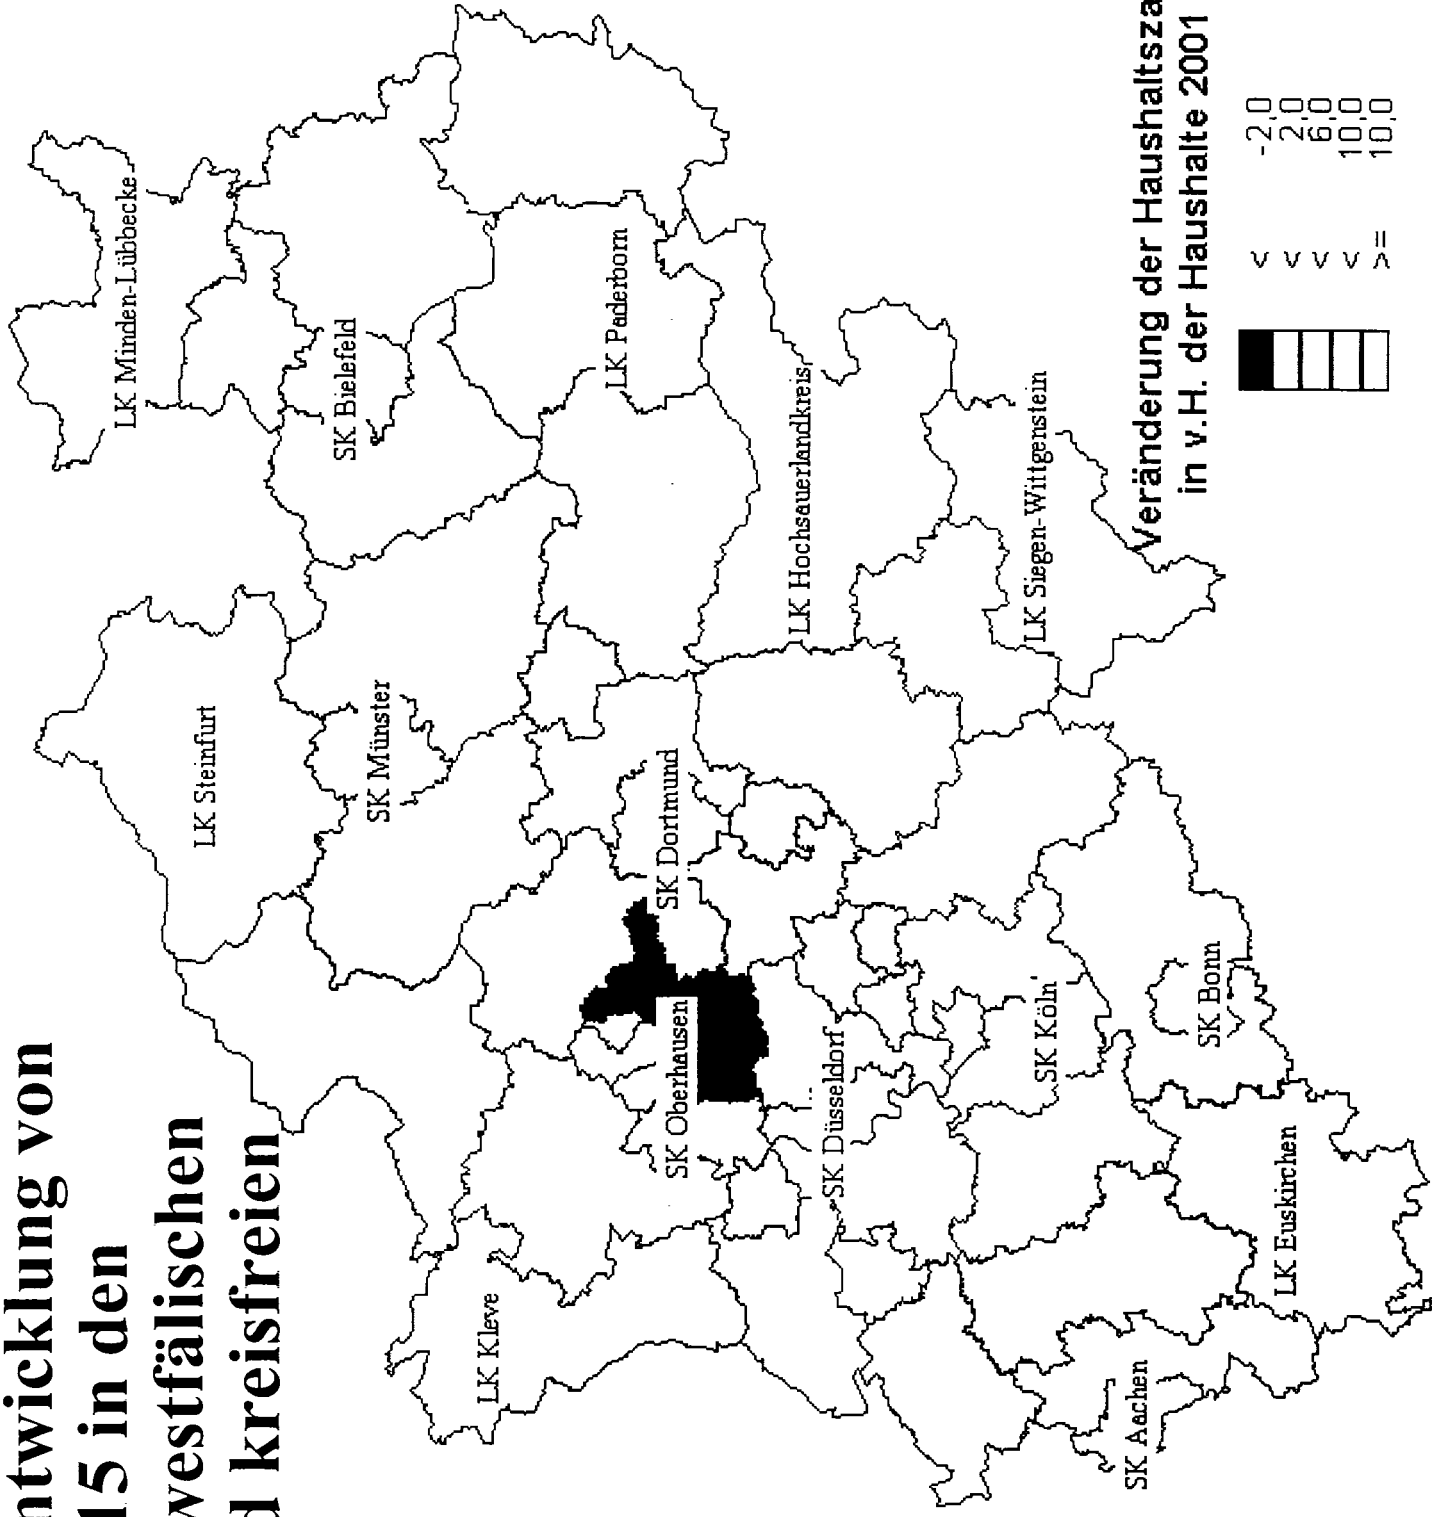 ntwicklung von
15 in den
westfälischen
d kreisfreien
LK Minden-Lübbecke
LK Steinfurt
SK Bielefeld
SK Münster
LK Kleve
LK Paderborn
SK Dortmund
SK Oberhausen
LK Hochsauerlandkreis
SK Düsseldorf
LK Siegen-Wittgenstein
SK Köln
SK Aachen
SK Bonn
LK Euskirchen
Veränderung der Haushaltsza
in v.H. der Haushalte 2001
< -2,0
< 2,0
< 6,0
< 10,0
>= 10,0